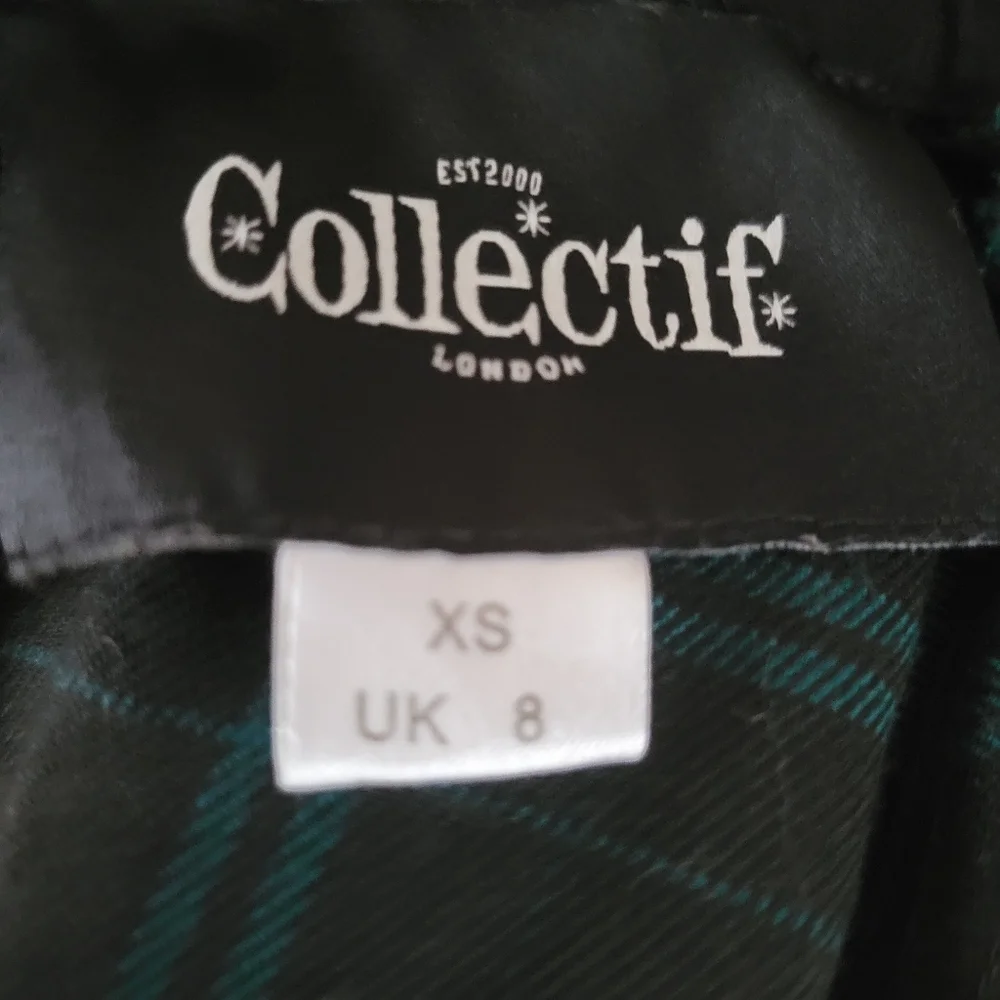 EST2000
Collectif
LONDON
XS
UK 8